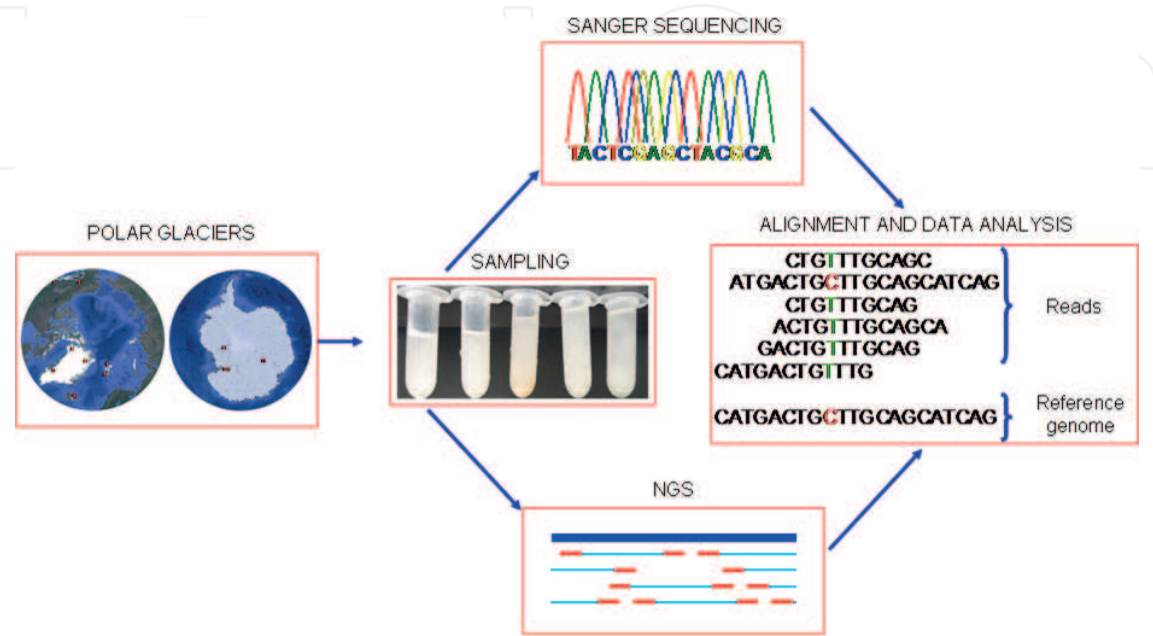 SANGER SEQUENCING
TACTCGAGCTACGCA
POLAR GLACIERS
SAMPLING
ALIGNMENT AND DATA ANALYSIS
CTGTTTGCAGC
ATGACTGCTTGCAGCATCAG
CTGTTTGCAG
ACTGTTTGCAGCA
GACTGTTTGCAG
CATGACTGTTTG
Reads
CATGACTGCTTGCAGCATCAG
Reference
genome
NGS